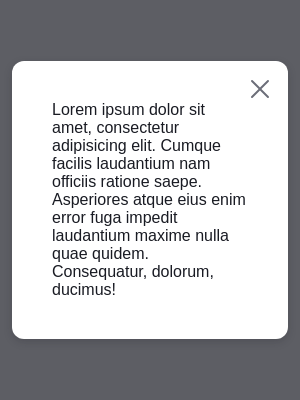 Lorem ipsum dolor sit
amet, consectetur
adipisicing elit. Cumque
facilis laudantium nam
officiis ratione saepe.
Asperiores atque eius enim
error fuga impedit
laudantium maxime nulla
quae quidem.
Consequatur, dolorum,
ducimus!